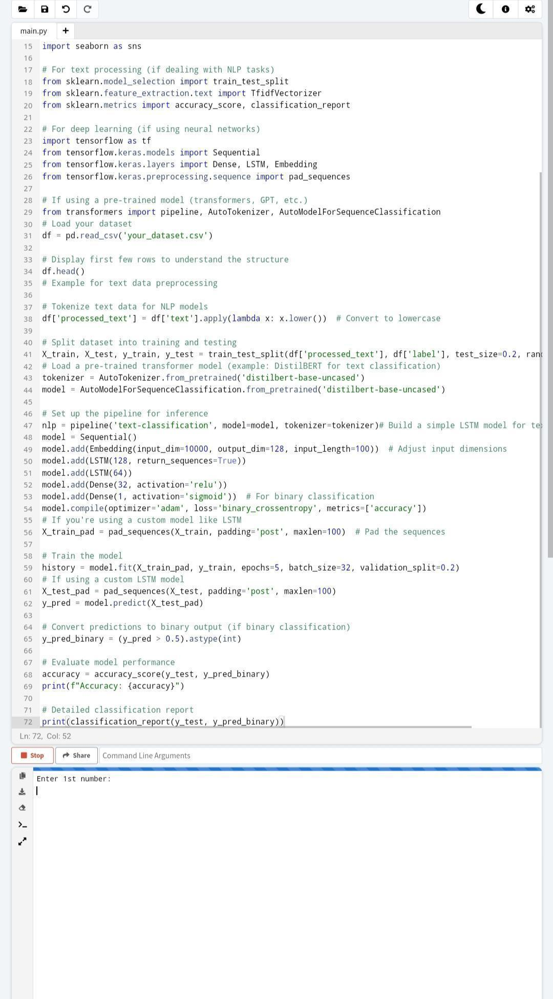 main.py
+
15 import seaborn as sns
16
17 # For text processing (if dealing with NLP tasks)
18 from sklearn.model_selection import train_test_split
19 from sklearn.feature_extraction.text import TfidfVectorizer
20 from sklearn.metrics import accuracy_score, classification_report
21
22 # For deep learning (if using neural networks)
23 import tensorflow as tf
24 from tensorflow.keras.models import Sequential
25 from tensorflow.keras.layers import Dense, LSTM, Embedding
26 from tensorflow.keras.preprocessing.sequence import pad_sequences
27
28 # If using a pre-trained model (transformers, GPT, etc.)
29 from transformers import pipeline, AutoTokenizer, AutoModelForSequenceClassification
30 # Load your dataset
31 df = pd.read_csv('your_dataset.csv')
32
33 # Display first few rows to understand the structure
34 df.head()
35 # Example for text data preprocessing
36
37 # Tokenize text data for NLP models
38 df['processed_text'] = df['text'].apply(lambda x: x.lower())  # Convert to lowercase
39
40 # Split dataset into training and testing
41 X_train, X_test, y_train, y_test = train_test_split(df['processed_text'], df['label'], test_size=0.2,
42 # Load a pre-trained transformer model (example: DistilBERT for text classification)
43 tokenizer = AutoTokenizer.from_pretrained('distilbert-base-uncased')
44 model = AutoModelForSequenceClassification.from_pretrained('distilbert-base-uncased')
45
46 # Set up the pipeline for inference
47 nlp = pipeline('text-classification', model=model, tokenizer=tokenizer)# Build a simple LSTM model for
48 model = Sequential()
49 model.add(Embedding(input_dim=10000, output_dim=128, input_length=100))  # Adjust input dimensions
50 model.add(LSTM(128, return_sequences=True))
51 model.add(LSTM(64))
52 model.add(Dense(32, activation='relu'))
53 model.add(Dense(1, activation='sigmoid'))  # For binary classification
54 model.compile(optimizer='adam', loss='binary_crossentropy', metrics=['accuracy'])
55 # If you're using a custom model like LSTM
56 X_train_pad = pad_sequences(X_train, padding='post', maxlen=100)  # Pad the sequences
57
58 # Train the model
59 history = model.fit(X_train_pad, y_train, epochs=5, batch_size=32, validation_split=0.2)
60 # If using a custom LSTM model
61 X_test_pad = pad_sequences(X_test, padding='post', maxlen=100)
62 y_pred = model.predict(X_test_pad)
63
64 # Convert predictions to binary output (if binary classification)
65 y_pred_binary = (y_pred > 0.5).astype(int)
66
67 # Evaluate model performance
68 accuracy = accuracy_score(y_test, y_pred_binary)
69 print(f"Accuracy: {accuracy}")
70
71 # Detailed classification report
72 print(classification_report(y_test, y_pred_binary))
Ln: 72, Col: 52
Stop
Share
Command Line Arguments
Enter 1st number: